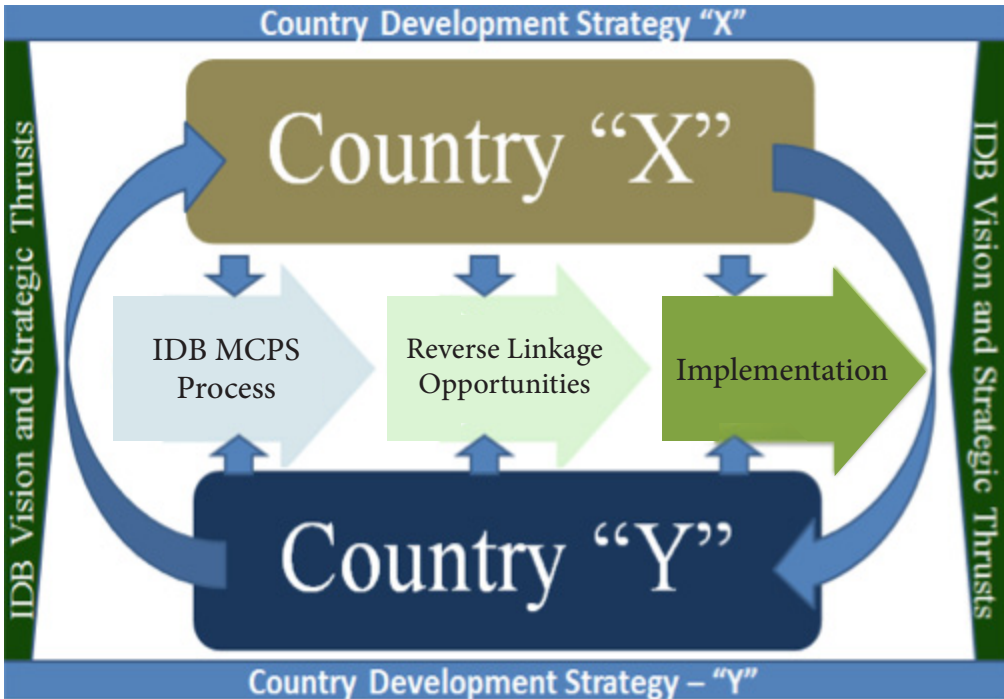 Country Development Strategy “X”
IDB Vision and Strategic Thrusts
Country “X”
IDB Vision and Strategic Thrusts
IDB MCPS
Process
Reverse Linkage
Opportunities
Implementation
Country “Y”
Country Development Strategy – “Y”